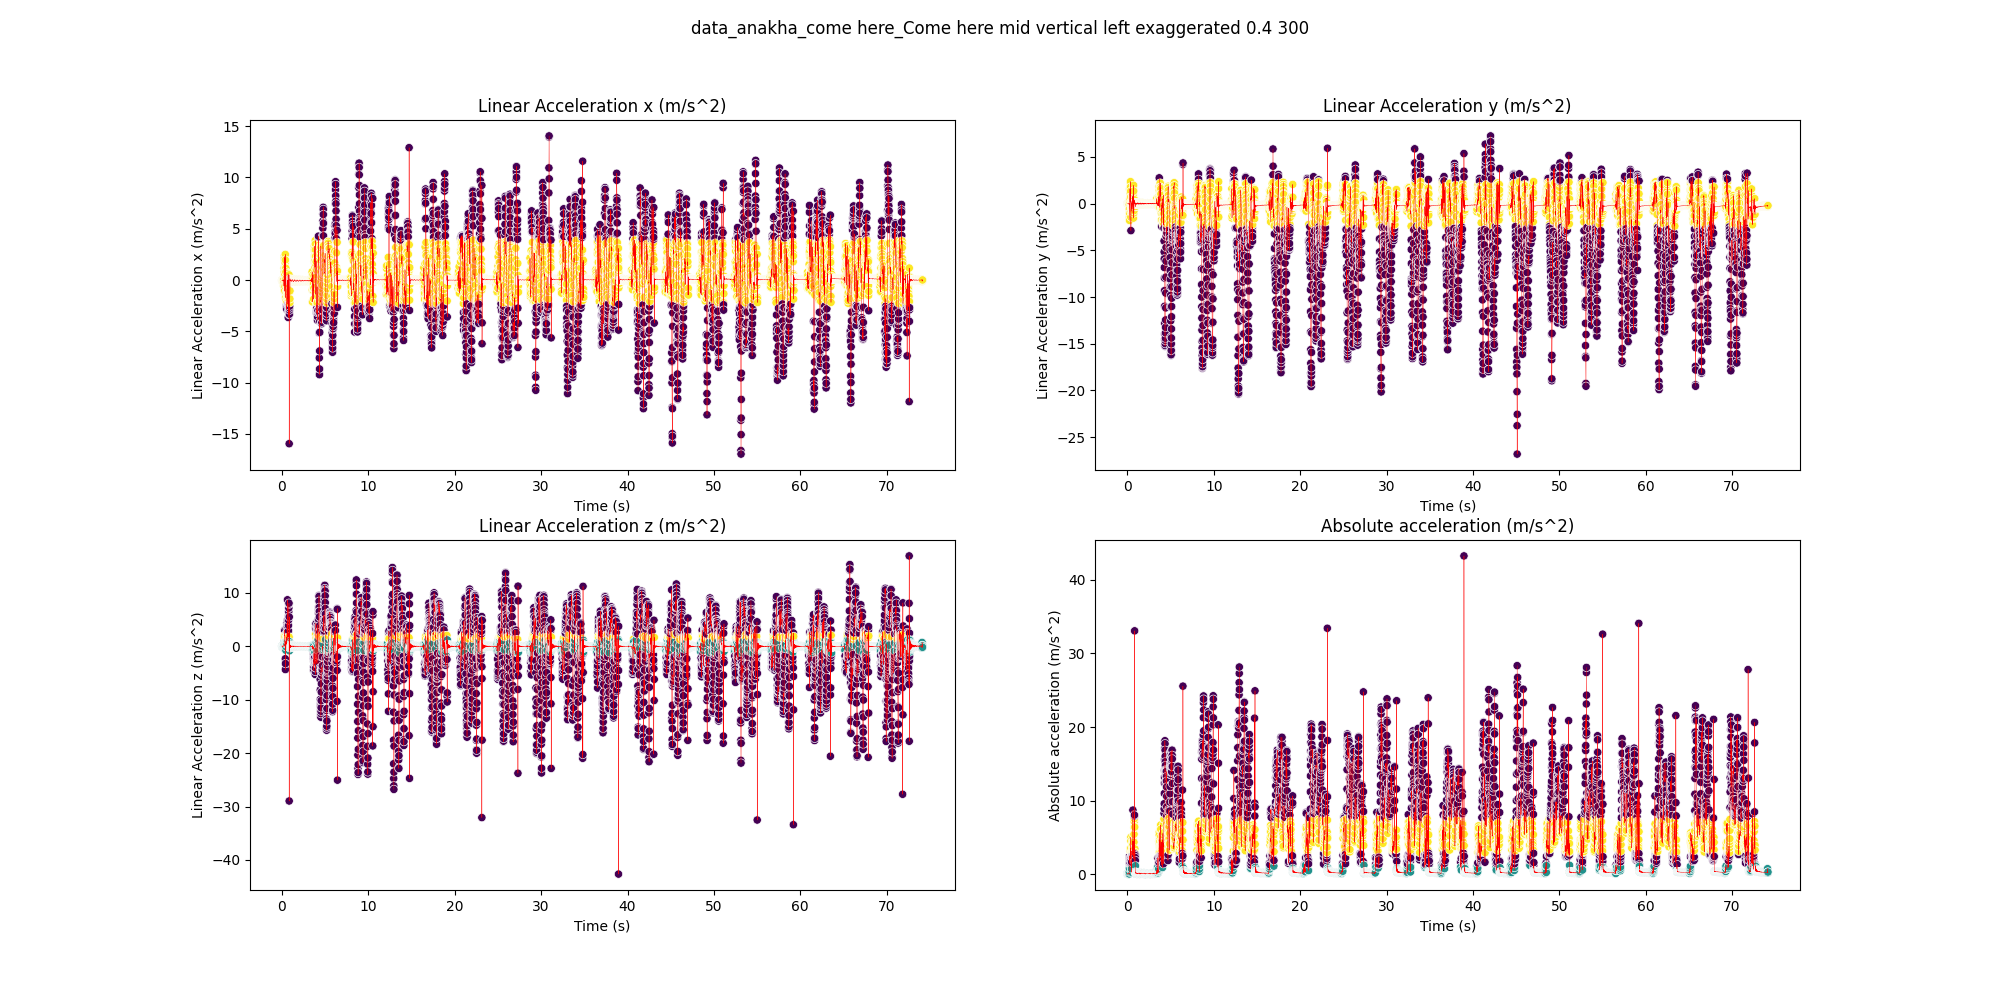 data_anakha_come here_Come here mid vertical left exaggerated 0.4 300
Linear Acceleration x (m/s^2)
Linear Acceleration x (m/s^2)
15
10
5
0
−5
−10
−15
0 10 20 30 40 50 60 70
Time (s)
Linear Acceleration y (m/s^2)
Linear Acceleration y (m/s^2)
5
0
−5
−10
−15
−20
−25
0 10 20 30 40 50 60 70
Time (s)
Linear Acceleration z (m/s^2)
Linear Acceleration z (m/s^2)
10
0
−10
−20
−30
−40
0 10 20 30 40 50 60 70
Time (s)
Absolute acceleration (m/s^2)
Absolute acceleration (m/s^2)
40
30
20
10
0
0 10 20 30 40 50 60 70
Time (s)